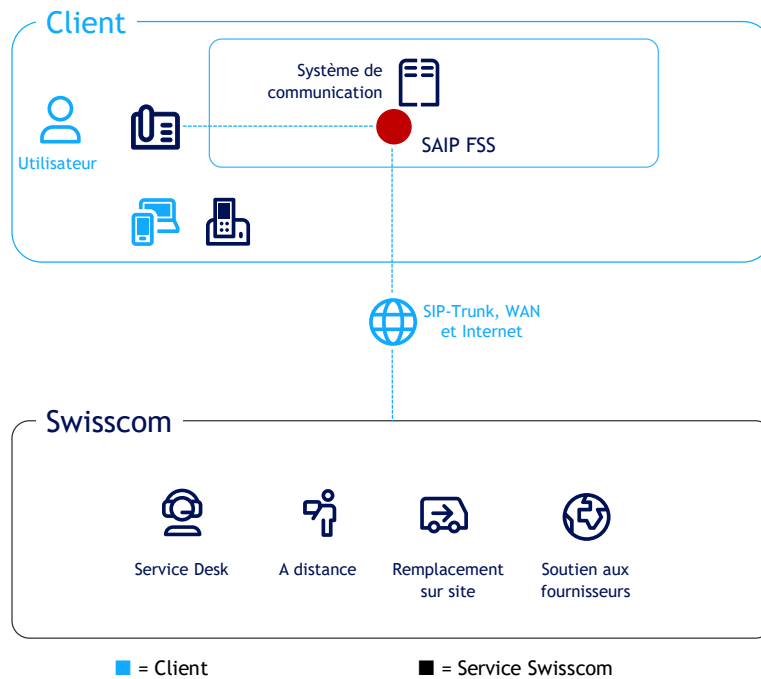 Client
Système de
communication
SAIP FSS
Utilisateur
SIP-Trunk, WAN
et Internet
Swisscom
Service Desk
A distance
Remplacement
sur site
Soutien aux
fournisseurs
= Client
= Service Swisscom